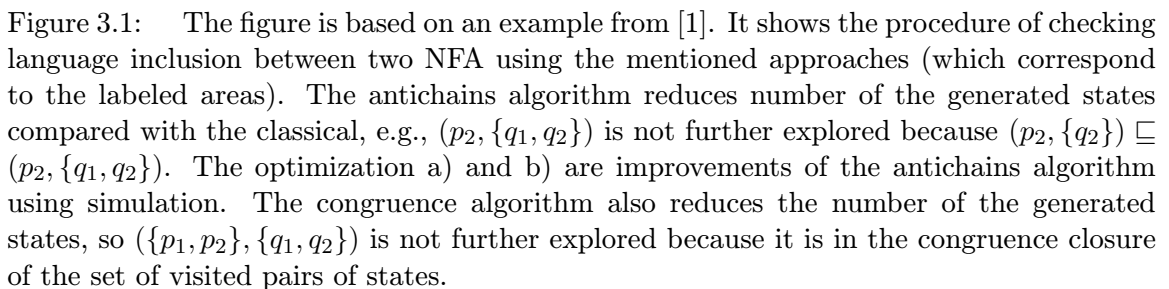 Figure 3.1: The figure is based on an example from [1]. It shows the procedure of checking
language inclusion between two NFA using the mentioned approaches (which correspond
to the labeled areas). The antichains algorithm reduces number of the generated states
compared with the classical, e.g., (p₂, {q₁, q₂}) is not further explored because (p₂, {q₂}) ⊑
(p₂, {q₁, q₂}). The optimization a) and b) are improvements of the antichains algorithm
using simulation. The congruence algorithm also reduces the number of the generated
states, so ({p₁, p₂}, {q₁, q₂}) is not further explored because it is in the congruence closure
of the set of visited pairs of states.